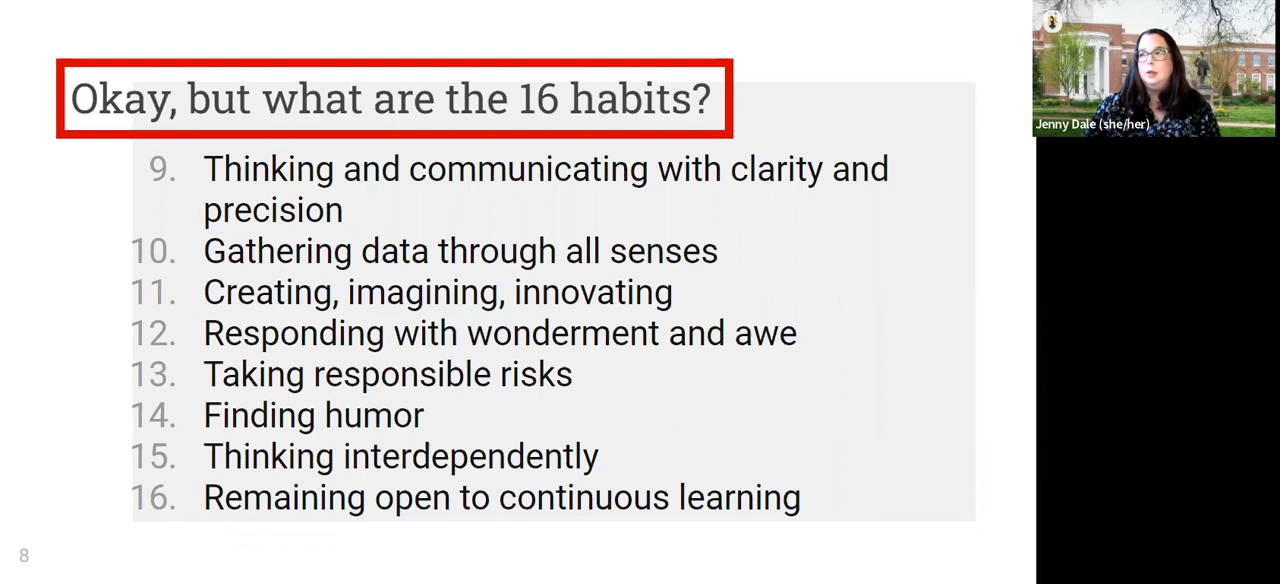 Okay, but what are the 16 habits?
9. Thinking and communicating with clarity and
precision
10. Gathering data through all senses
11. Creating, imagining, innovating
12. Responding with wonderment and awe
13. Taking responsible risks
14. Finding humor
15. Thinking interdependently
16. Remaining open to continuous learning
8
Jenny Dale (she/her)